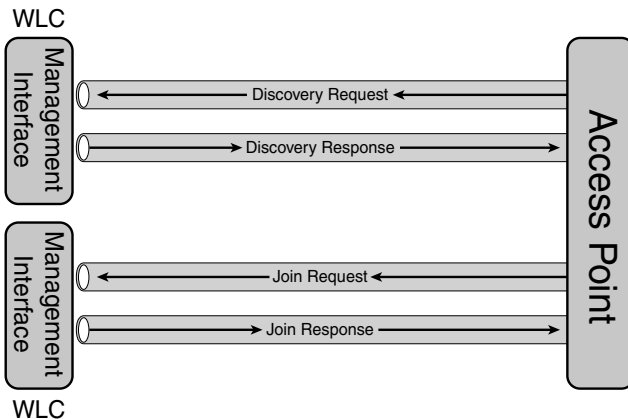 WLC
Management
Interface
Discovery Request
Discovery Response
Access Point
Management
Interface
Join Request
Join Response
WLC